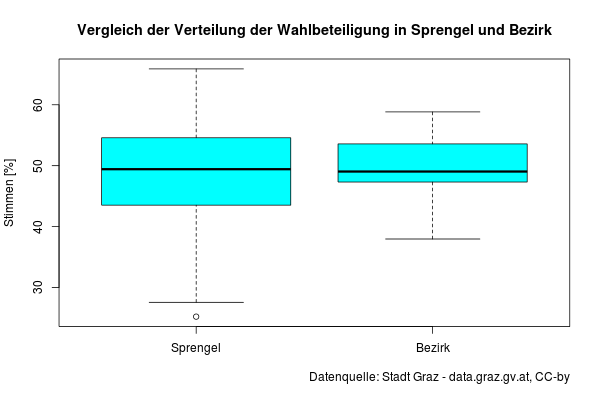 Vergleich der Verteilung der Wahlbeteiligung in Sprengel und Bezirk
Stimmen [%]
60
50
40
30
Sprengel Bezirk
Datenquelle: Stadt Graz - data.graz.gv.at, CC-by